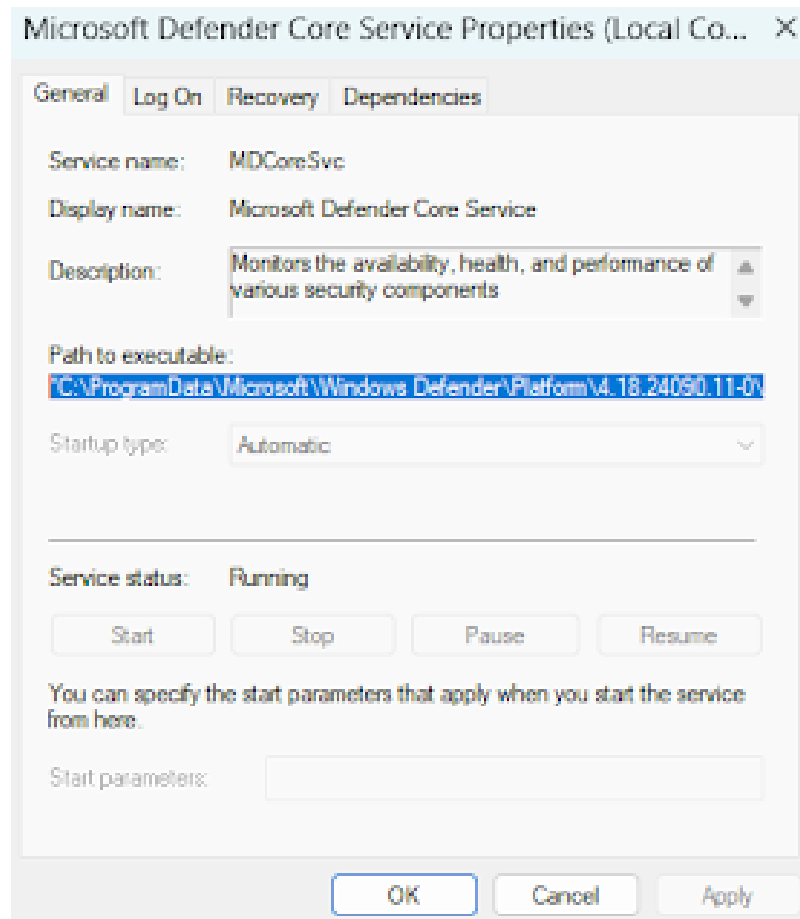 Microsoft Defender Core Service Properties (Local Co...
General Log On Recovery Dependencies
Service name: MDCoreSvc
Display name: Microsoft Defender Core Service
Description: Monitors the availability, health, and performance of
various security components
Path to executable:
"C:\ProgramData\Microsoft\Windows Defender\Platform\4.18.24090.11-0\
Startup type: Automatic
Service status: Running
Start Stop Pause Resume
You can specify the start parameters that apply when you start the service
from here.
Start parameters:
OK Cancel Apply